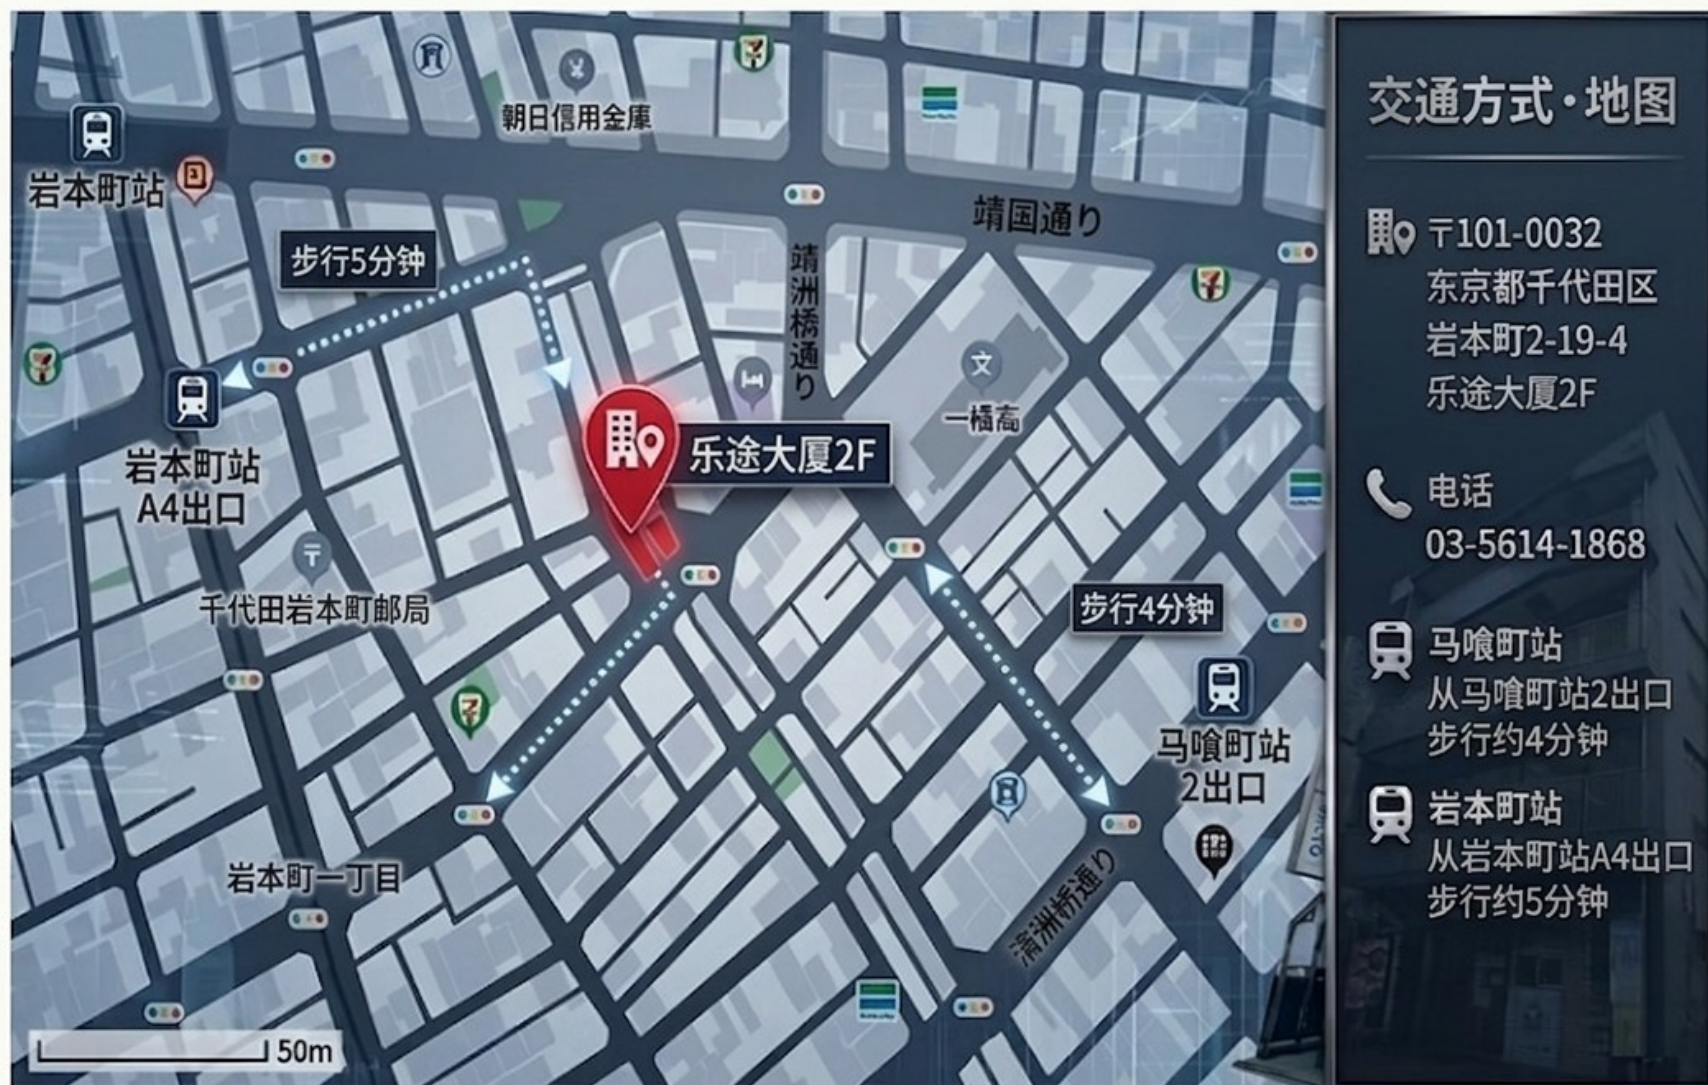 朝日信用金庫
岩本町站
靖国通り
步行5分钟
靖洲橋通り
一橋高
乐途大厦2F
岩本町站
A4出口
千代田岩本町邮局
步行4分钟
马喰町站
2出口
岩本町一丁目
洲桥通り
50m
交通方式·地图
〒101-0032
东京都千代田区
岩本町2-19-4
乐途大厦2F
电话
03-5614-1868
马喰町站
从马喰町站2出口
步行约4分钟
岩本町站
从岩本町站A4出口
步行约5分钟